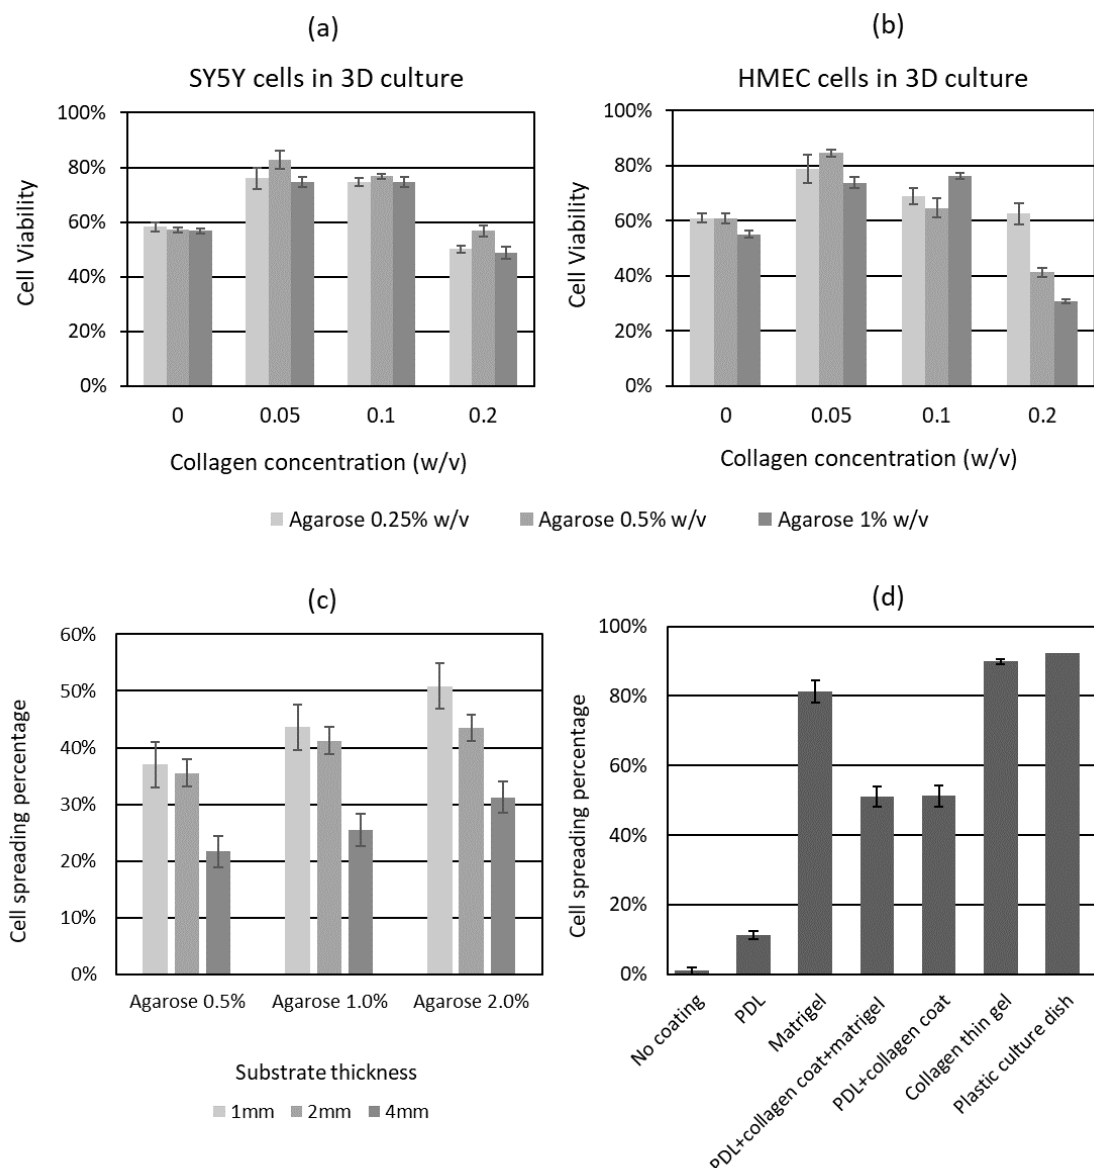 (a)
SY5Y cells in 3D culture
100%
80%
60%
40%
20%
0%
Cell Viability
0 0.05 0.1 0.2
Collagen concentration (w/v)
(b)
HMEC cells in 3D culture
100%
80%
60%
40%
20%
0%
Cell Viability
0 0.05 0.1 0.2
Collagen concentration (w/v)
Agarose 0.25% w/v Agarose 0.5% w/v Agarose 1% w/v
(c)
60%
50%
40%
30%
20%
10%
0%
Cell spreading percentage
Agarose 0.5% Agarose 1.0% Agarose 2.0%
Substrate thickness
1mm 2mm 4mm
(d)
100%
80%
60%
40%
20%
0%
Cell spreading percentage
No coating
PDL
Matrigel
PDL+collagen coat+matrigel
PDL+collagen coat
Collagen thin gel
Plastic culture dish